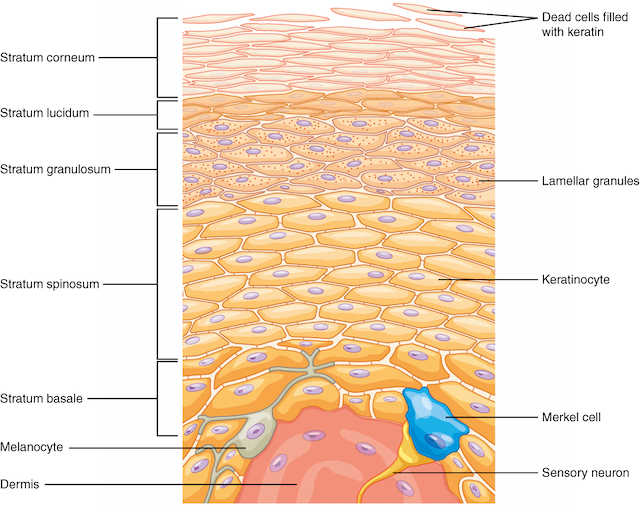 Dead cells filled
with keratin
Stratum corneum
Stratum lucidum
Stratum granulosum
Lamellar granules
Stratum spinosum
Keratinocyte
Stratum basale
Merkel cell
Melanocyte
Sensory neuron
Dermis